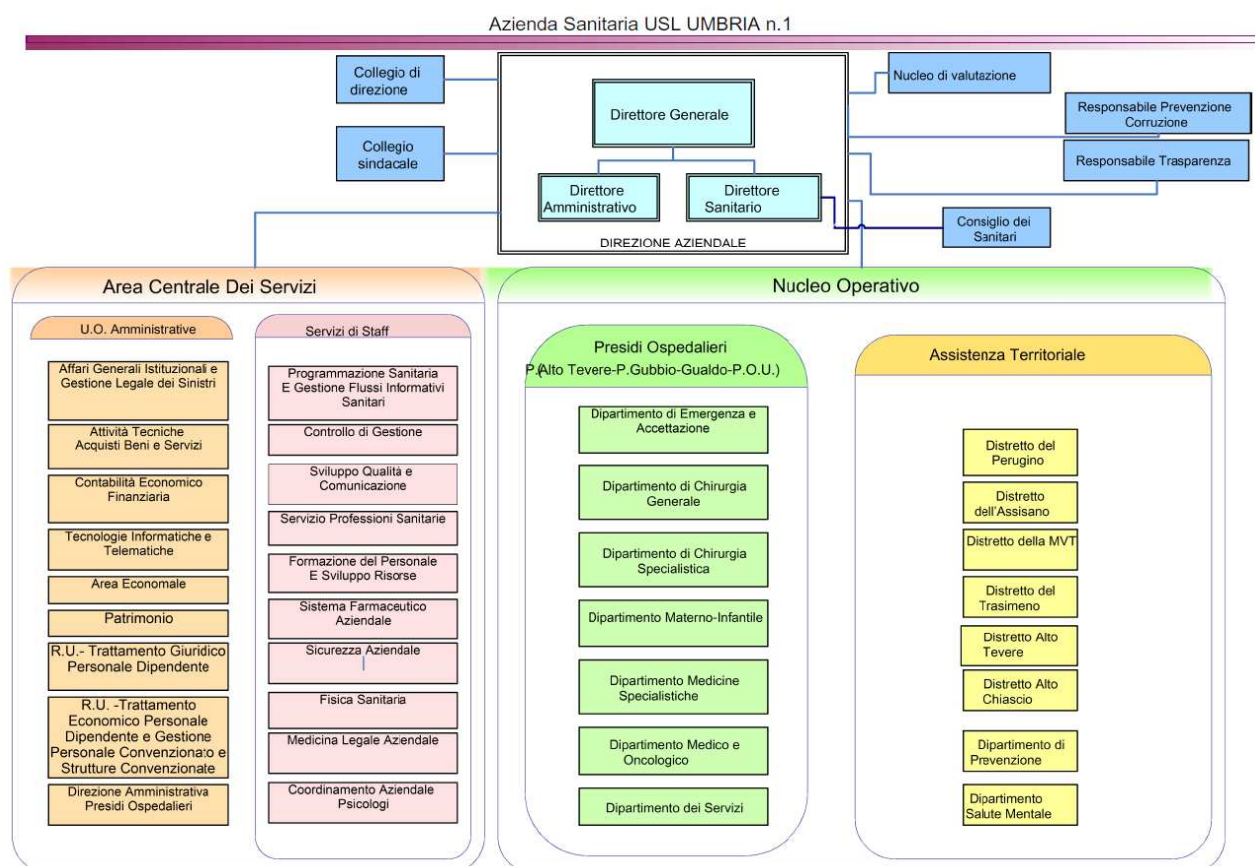 Azienda Sanitaria USL UMBRIA n.1
Collegio di
direzione
Nucleo di valutazione
Direttore Generale
Responsabile Prevenzione
Corruzione
Collegio
sindacale
Responsabile Trasparenza
Direttore
Amministrativo
Direttore
Sanitario
Consiglio dei
Sanitari
DIREZIONE AZIENDALE
Area Centrale Dei Servizi
U.O. Amministrative
Affari Generali Istituzionali e
Gestione Legale dei Sinistri
Attività Tecniche
Acquisti Beni e Servizi
Contabilità Economico
Finanziaria
Tecnologie Informatiche e
Telematiche
Area Economale
Patrimonio
R.U.- Trattamento Giuridico
Personale Dipendente
R.U. -Trattamento
Economico Personale
Dipendente e Gestione
Personale Convenzionato e
Strutture Convenzionate
Direzione Amministrativa
Presidi Ospedalieri
Servizi di Staff
Programmazione Sanitaria
E Gestione Flussi Informativi
Sanitari
Controllo di Gestione
Sviluppo Qualità e
Comunicazione
Servizio Professioni Sanitarie
Formazione del Personale
E Sviluppo Risorse
Sistema Farmaceutico
Aziendale
Sicurezza Aziendale
Fisica Sanitaria
Medicina Legale Aziendale
Coordinamento Aziendale
Psicologi
Nucleo Operativo
Presidi Ospedalieri
P.(Alto Tevere-P.Gubbio-Gualdo-P.O.U.)
Dipartimento di Emergenza e
Accettazione
Dipartimento di Chirurgia
Generale
Dipartimento di Chirurgia
Specialistica
Dipartimento Materno-Infantile
Dipartimento Medicine
Specialistiche
Dipartimento Medico e
Oncologico
Dipartimento dei Servizi
Assistenza Territoriale
Distretto del
Perugino
Distretto
dell'Assisano
Distretto della MVT
Distretto del
Trasimeno
Distretto Alto
Tevere
Distretto Alto
Chiascio
Dipartimento di
Prevenzione
Dipartimento
Salute Mentale